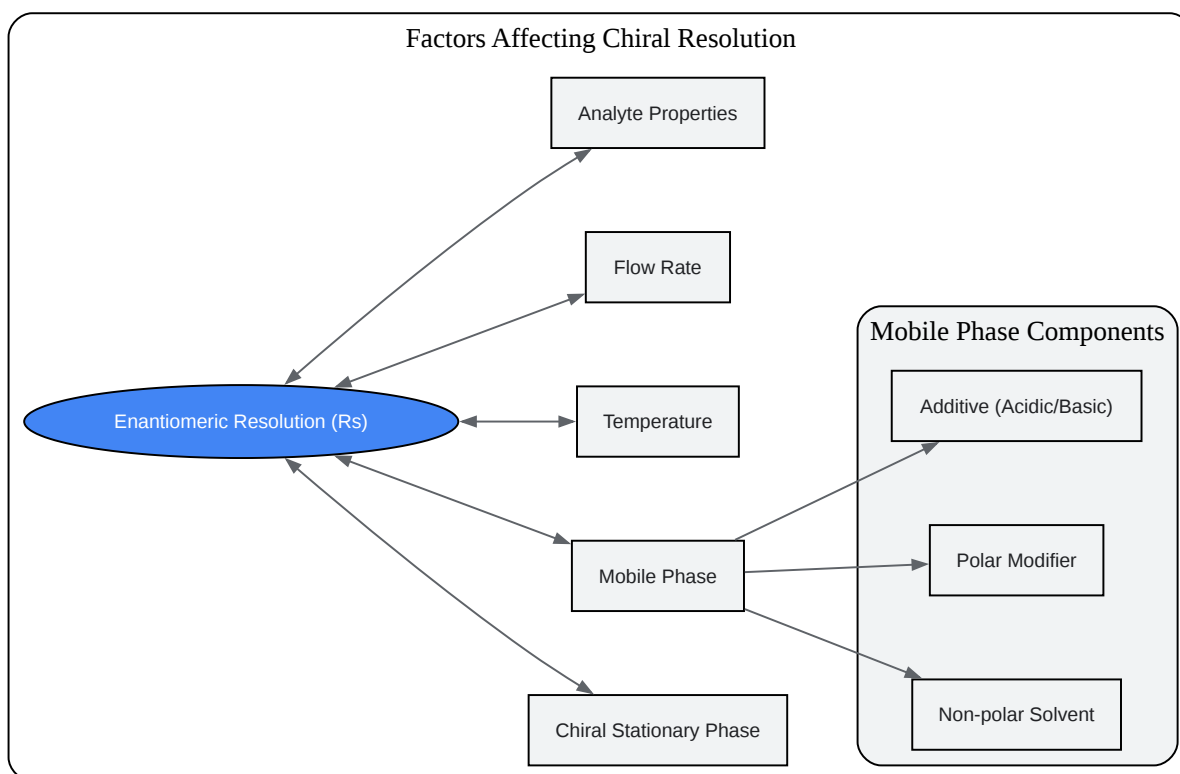 Factors Affecting Chiral Resolution
Analyte Properties
Flow Rate
Mobile Phase Components
Additive (Acidic/Basic)
Enantiomeric Resolution (Rs)
Temperature
Polar Modifier
Mobile Phase
Non-polar Solvent
Chiral Stationary Phase